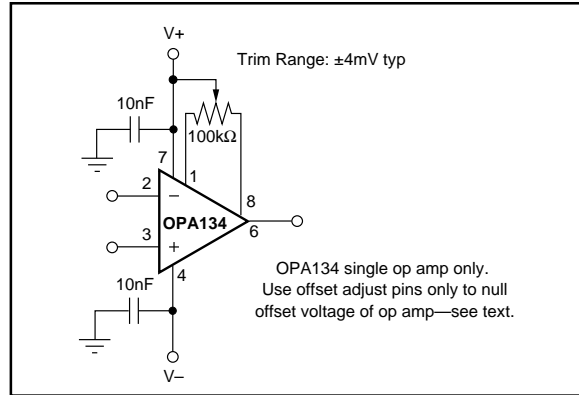 V+
Trim Range: ±4mV typ
10nF
100kΩ
7
1
2
8
–
OPA134
6
3
+
4
10nF
OPA134 single op amp only.
Use offset adjust pins only to null
offset voltage of op amp—see text.
V–